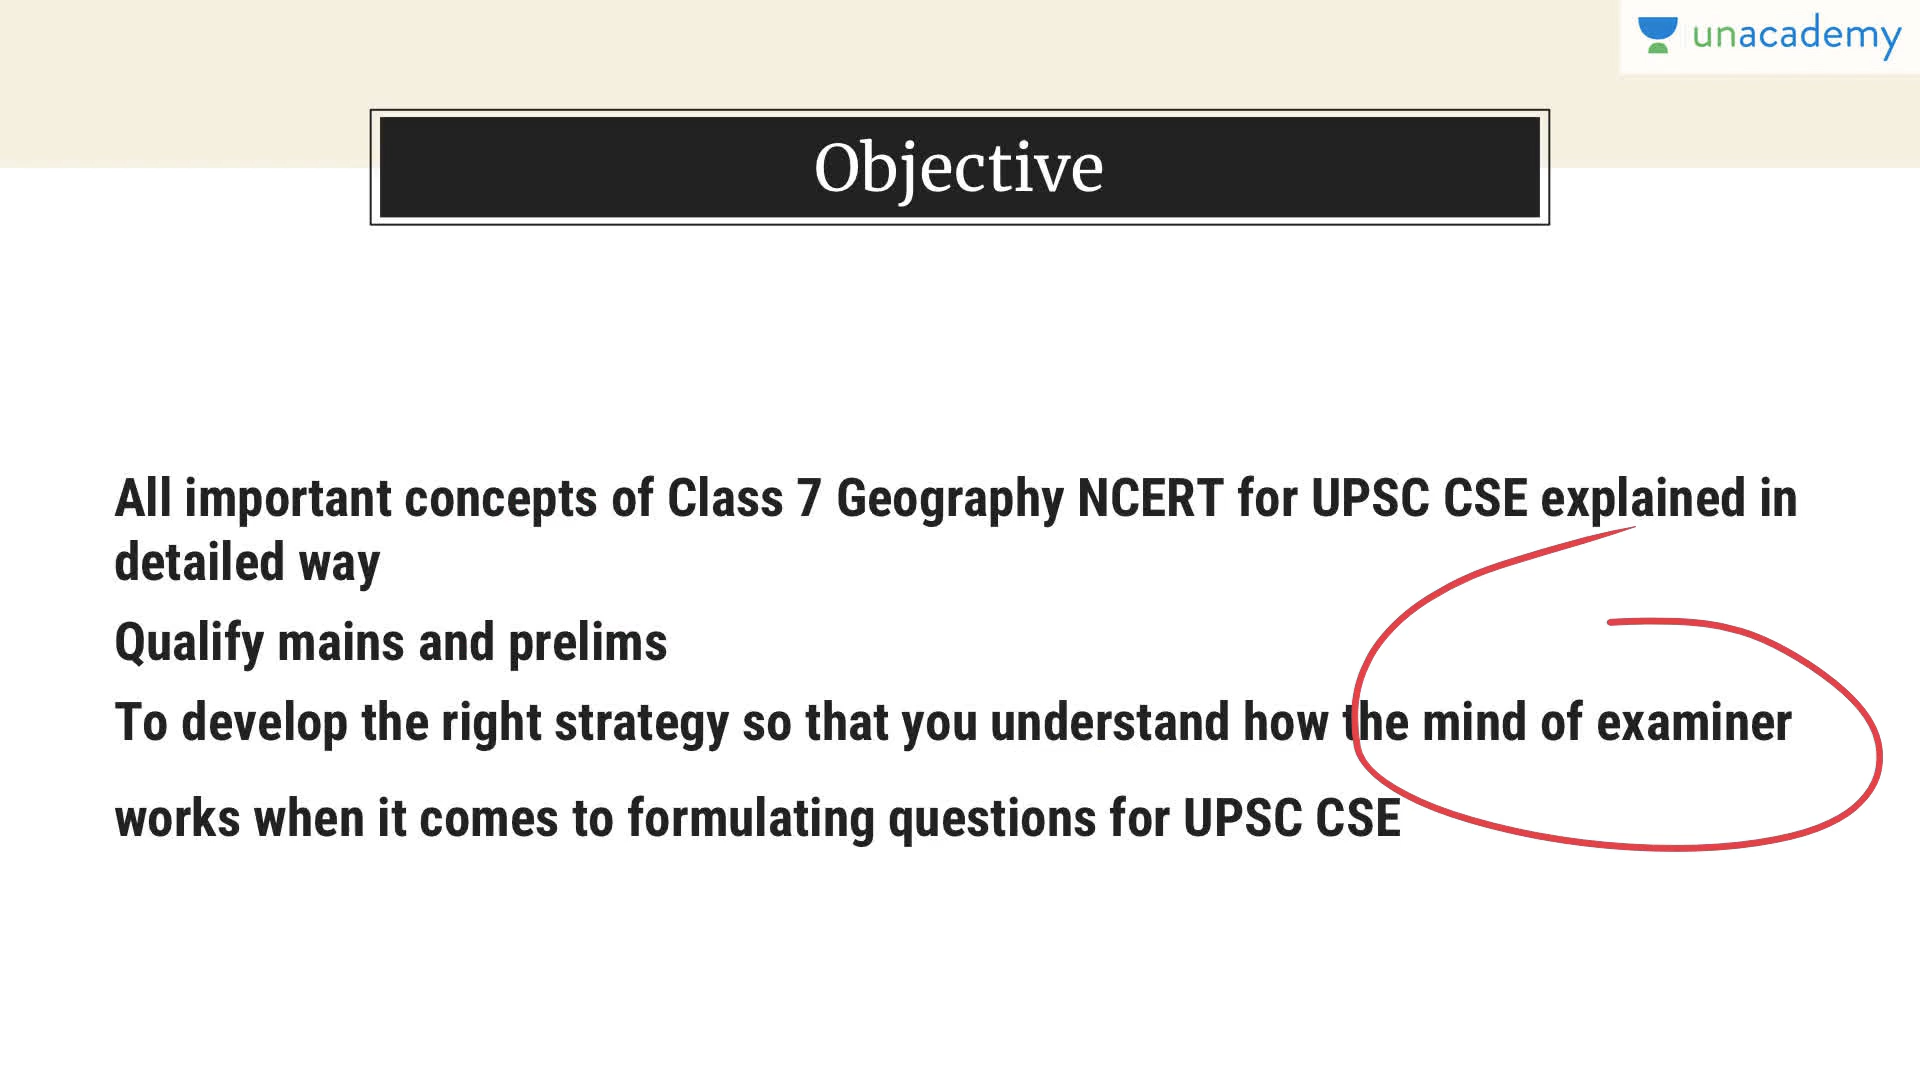 unacademy
Objective
All important concepts of Class 7 Geography NCERT for UPSC CSE explained in
detailed way
Qualify mains and prelims
To develop the right strategy so that you understand how the mind of examiner
works when it comes to formulating questions for UPSC CSE